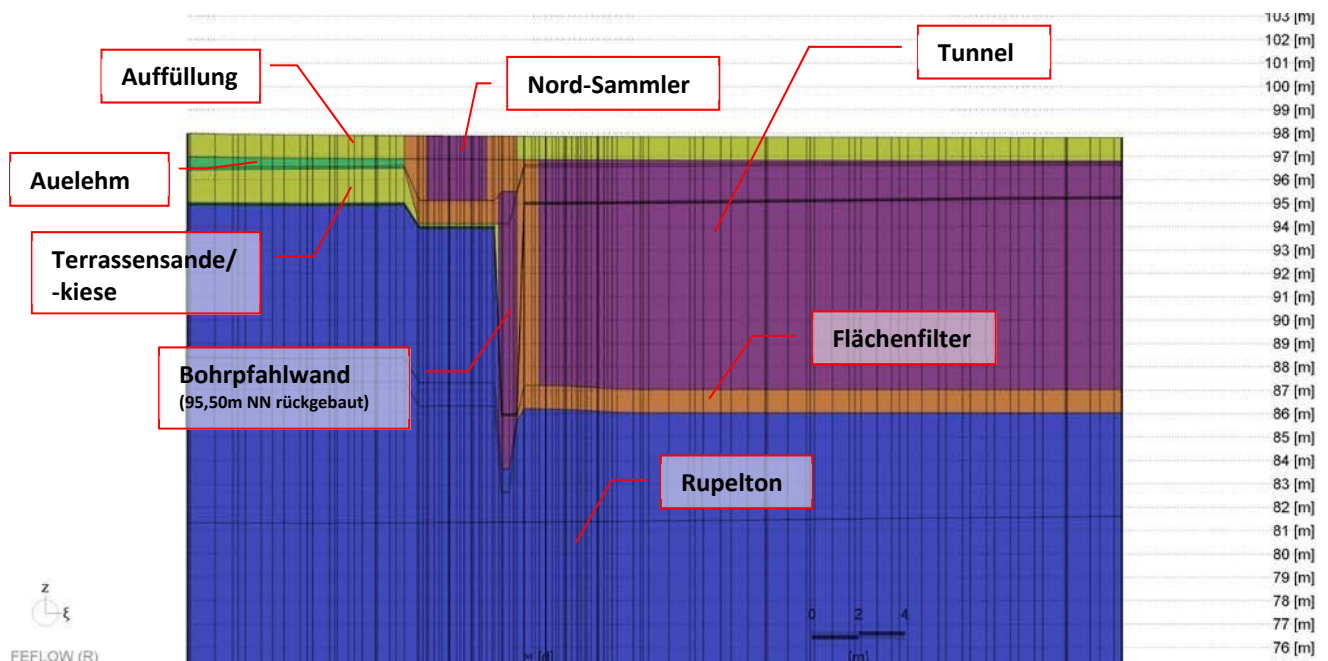 103 [m]
102 [m]
101 [m]
100 [m]
99 [m]
98 [m]
97 [m]
96 [m]
95 [m]
94 [m]
93 [m]
92 [m]
91 [m]
90 [m]
89 [m]
88 [m]
87 [m]
86 [m]
85 [m]
84 [m]
83 [m]
82 [m]
81 [m]
80 [m]
79 [m]
78 [m]
77 [m]
76 [m]
Auffüllung
Nord-Sammler
Tunnel
Auelehm
Terrassensande/
-kiese
Bohrpfahlwand
(95,50m NN rückgebaut)
Flächenfilter
Rupelton
z
ξ
0 2 4
[m]
FEFLOW (R)